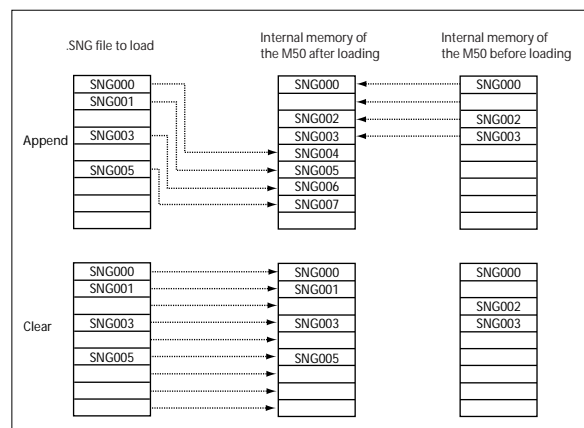 .SNG file to load
Internal memory of
the M50 after loading
Internal memory of
the M50 before loading
Append
SNG000
SNG001
SNG003
SNG005
SNG000
SNG002
SNG003
SNG004
SNG005
SNG006
SNG007
SNG000
SNG002
SNG003
Clear
SNG000
SNG001
SNG003
SNG005
SNG000
SNG001
SNG003
SNG005
SNG000
SNG002
SNG003